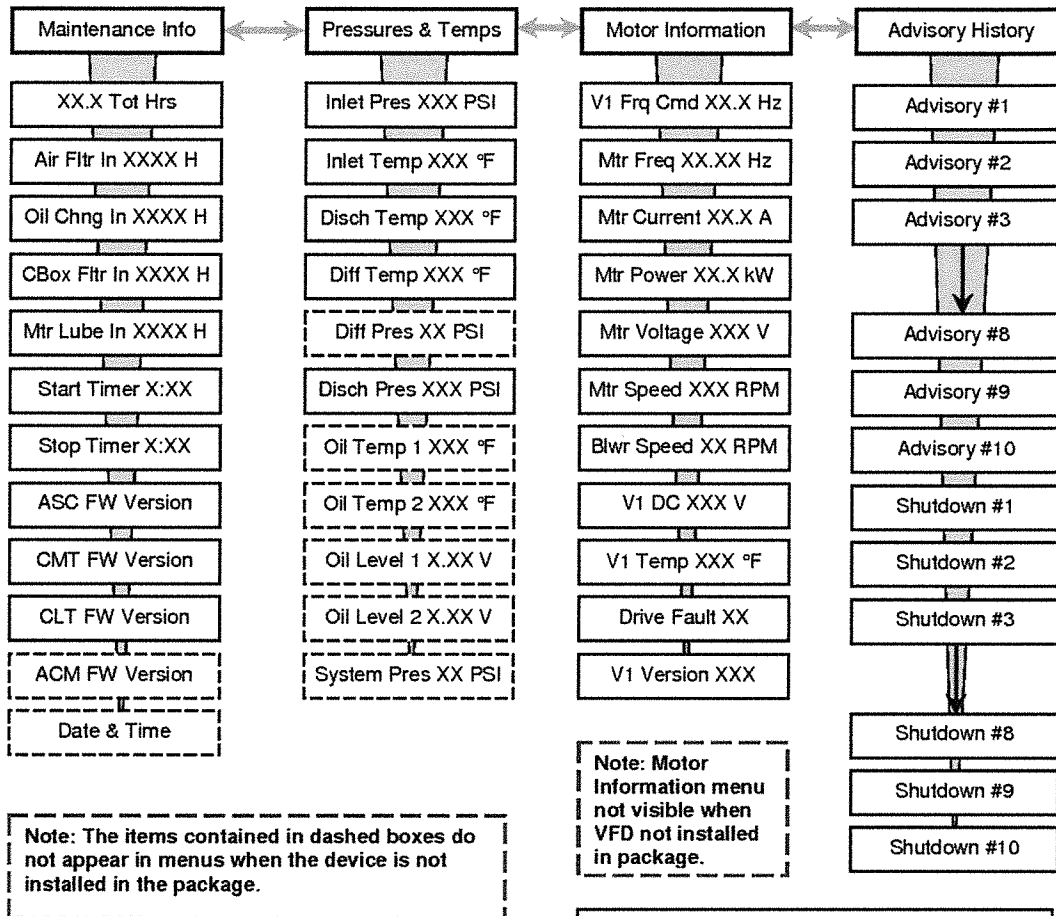 Maintenance Info
XX.X Tot Hrs
Air Fltr In XXXX H
Oil Chng In XXXX H
CBox Fltr In XXXX H
Mtr Lube In XXXX H
Start Timer X:XX
Stop Timer X:XX
ASC FW Version
CMT FW Version
CLT FW Version
ACM FW Version
Date & Time
Pressures & Temps
Inlet Pres XXX PSI
Inlet Temp XXX °F
Disch Temp XXX °F
Diff Temp XXX °F
Diff Pres XX PSI
Disch Pres XXX PSI
Oil Temp 1 XXX °F
Oil Temp 2 XXX °F
Oil Level 1 X.XX V
Oil Level 2 X.XX V
System Pres XX PSI
Motor Information
V1 Frq Cmd XX.X Hz
Mtr Freq XX.XX Hz
Mtr Current XX.X A
Mtr Power XX.X kW
Mtr Voltage XXX V
Mtr Speed XXX RPM
Blwr Speed XX RPM
V1 DC XXX V
V1 Temp XXX °F
Drive Fault XX
V1 Version XXX
Advisory History
Advisory #1
Advisory #2
Advisory #3
Advisory #8
Advisory #9
Advisory #10
Shutdown #1
Shutdown #2
Shutdown #3
Shutdown #8
Shutdown #9
Shutdown #10
Note: Motor
Information menu
not visible when
VFD not installed
in package.
Note: The items contained in dashed boxes do
not appear in menus when the device is not
installed in the package.